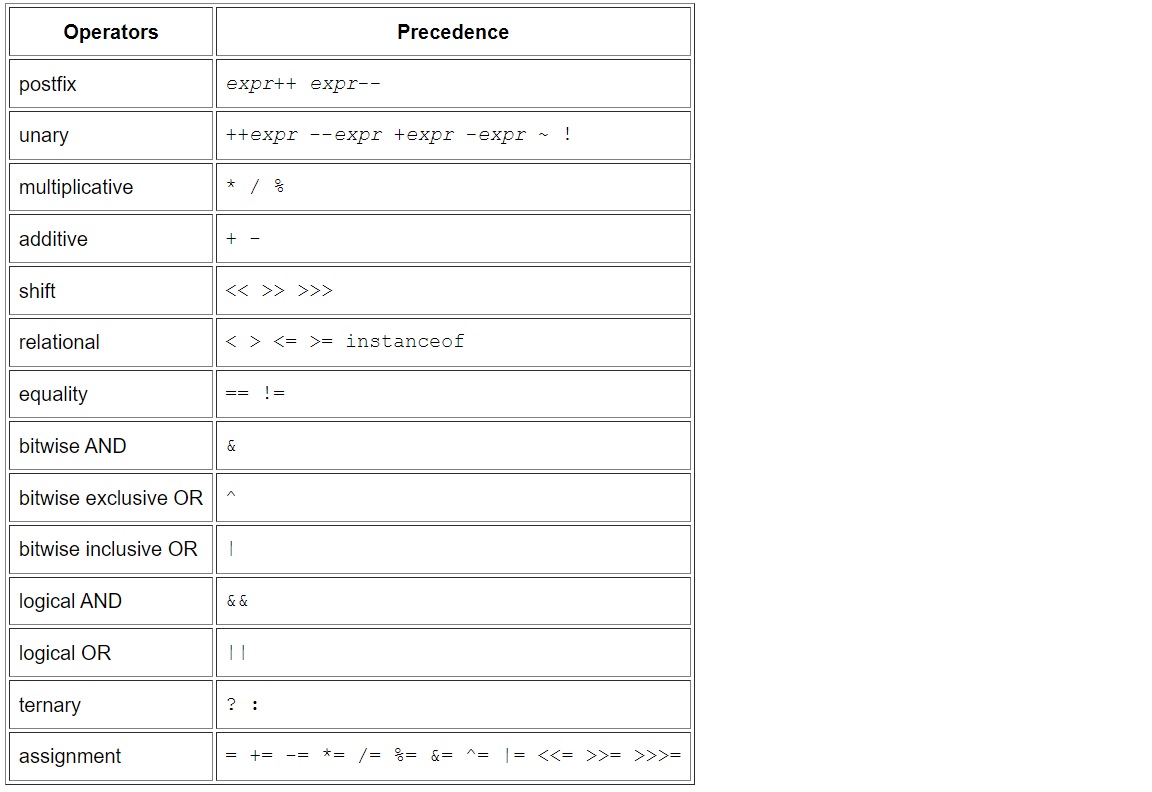 Operators Precedence
postfix expr++ expr--
unary ++expr --expr +expr -expr ~ !
multiplicative * / %
additive + -
shift << >> >>>
relational < > <= >= instanceof
equality == !=
bitwise AND &
bitwise exclusive OR ^
bitwise inclusive OR |
logical AND &&
logical OR ||
ternary ? :
assignment = += -= *= /= %= &= ^= |= <<= >>= >>>=